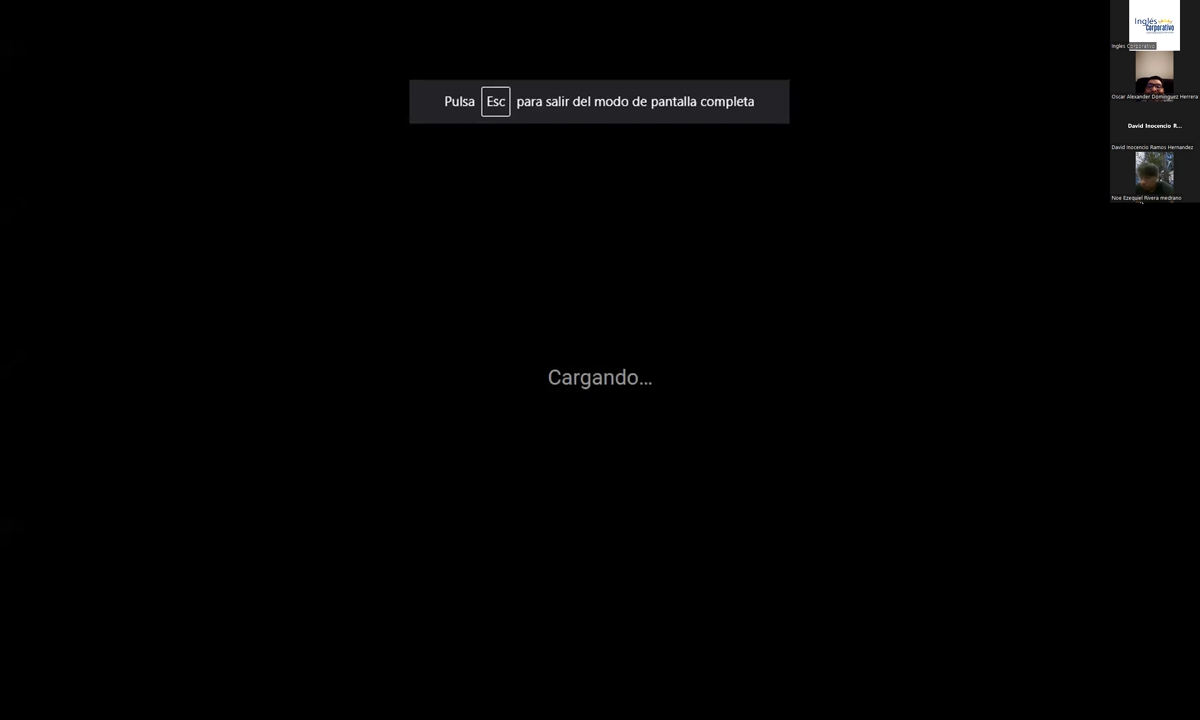 Inglés
Corporativo
Ingles Corporativo
Pulsa Esc para salir del modo de pantalla completa
Oscar Alexander Dominguez Herrera
David Inocencio R...
David Inocencio Ramos Hernandez
Noe Ezequiel Rivera medrano
Cargando...